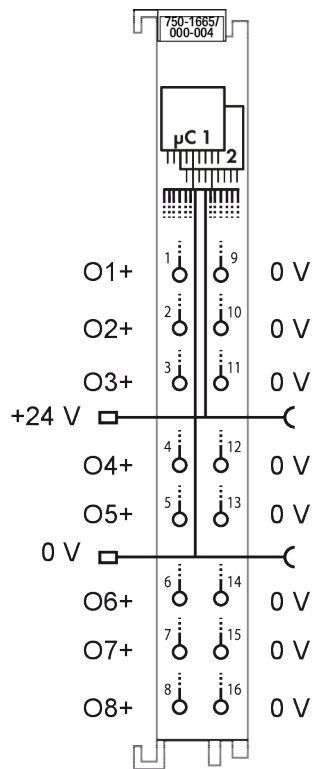 750-1665/
000-004
µC 1
2
O1+ 1 9 0 V
O2+ 2 10 0 V
O3+ 3 11 0 V
+24 V
O4+ 4 12 0 V
O5+ 5 13 0 V
0 V
O6+ 6 14 0 V
O7+ 7 15 0 V
O8+ 8 16 0 V